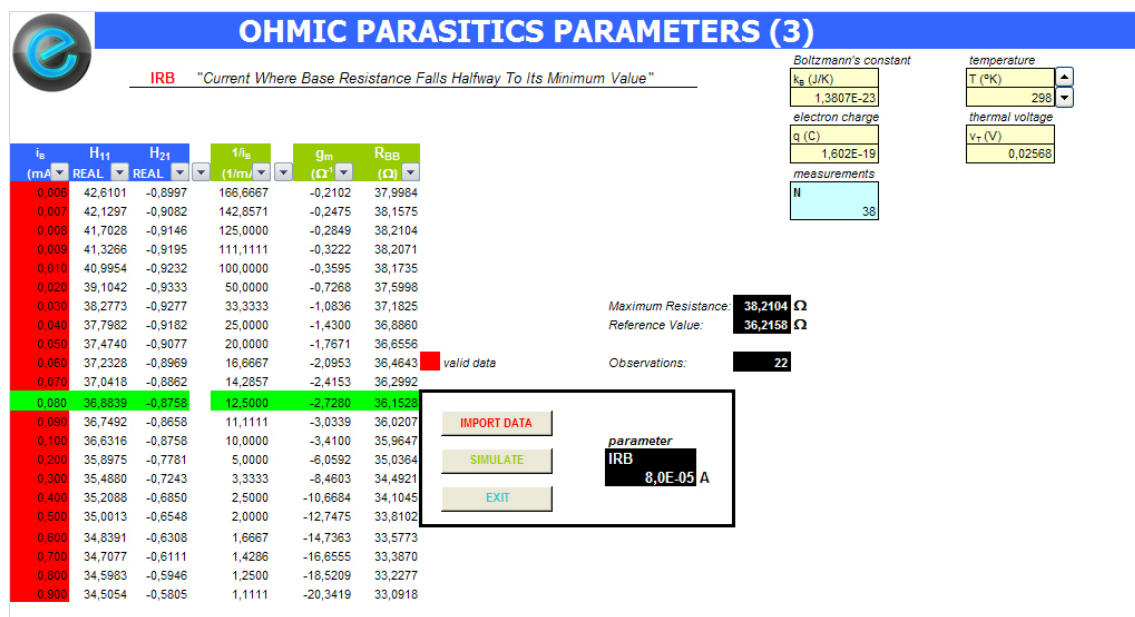 OHMIC PARASITICS PARAMETERS (3)
IRB "Current Where Base Resistance Falls Halfway To Its Minimum Value"
Boltzmann's constant temperature
kB (J/K) T (ºK)
1,3807E-23 298
electron charge thermal voltage
q (C) vT (V)
1,602E-19 0,02568
measurements
N
38
iB H11 H21 1/iB gm RBB
(mA REAL REAL (1/m/ (Ω-1 (Ω)
0,006 42,6101 -0,8997 166,6667 -0,2102 37,9984
0,007 42,1297 -0,9082 142,8571 -0,2475 38,1575
0,008 41,7028 -0,9146 125,0000 -0,2849 38,2104
0,009 41,3266 -0,9195 111,1111 -0,3222 38,2071
0,010 40,9954 -0,9232 100,0000 -0,3595 38,1735
0,020 39,1042 -0,9333 50,0000 -0,7268 37,5998
0,030 38,2773 -0,9277 33,3333 -1,0836 37,1825 Maximum Resistance: 38,2104 Ω
0,040 37,7982 -0,9182 25,0000 -1,4300 36,8860 Reference Value: 36,2158 Ω
0,050 37,4740 -0,9077 20,0000 -1,7671 36,6556
0,060 37,2328 -0,8969 16,6667 -2,0953 36,4643 valid data Observations: 22
0,070 37,0418 -0,8862 14,2857 -2,4153 36,2992
0,080 36,8839 -0,8758 12,5000 -2,7280 36,1528
0,090 36,7492 -0,8658 11,1111 -3,0339 36,0207 IMPORT DATA
0,100 36,6316 -0,8758 10,0000 -3,4100 35,9647 parameter
0,200 35,8975 -0,7781 5,0000 -6,0592 35,0364 SIMULATE IRB
0,300 35,4880 -0,7243 3,3333 -8,4603 34,4921 8,0E-05 A
0,400 35,2088 -0,6850 2,5000 -10,6684 34,1045 EXIT
0,500 35,0013 -0,6548 2,0000 -12,7475 33,8102
0,600 34,8391 -0,6308 1,6667 -14,7363 33,5773
0,700 34,7077 -0,6111 1,4286 -16,6555 33,3870
0,800 34,5983 -0,5946 1,2500 -18,5209 33,2277
0,900 34,5054 -0,5805 1,1111 -20,3419 33,0918